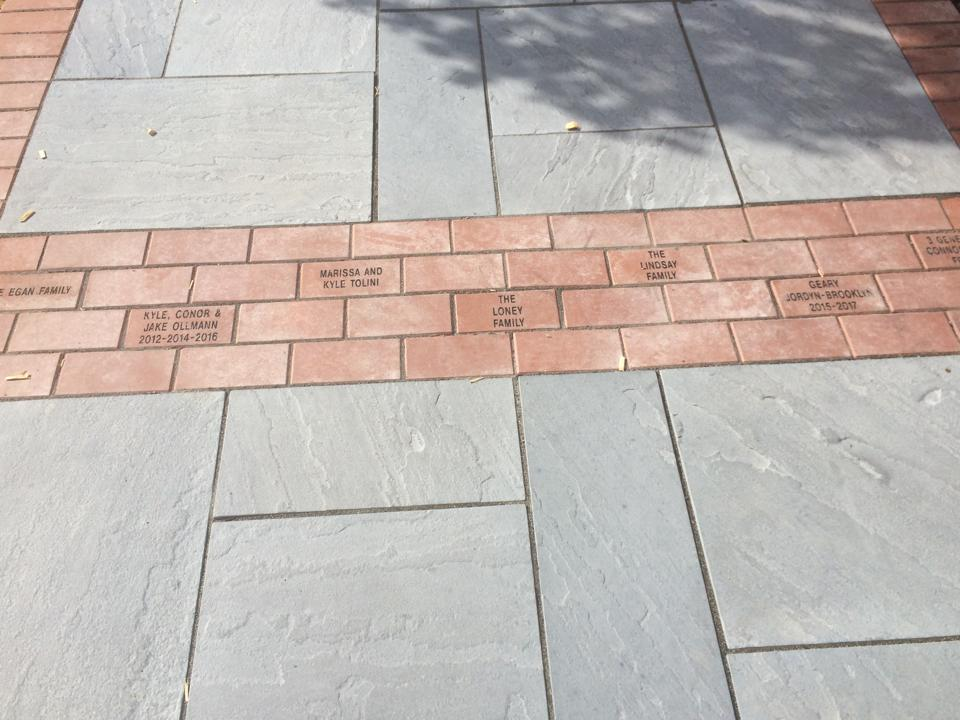 E EGAN FAMILY
KYLE, CONOR &
JAKE OLLMANN
2012-2014-2016
MARISSA AND
KYLE TOLINI
THE
LONEY
FAMILY
THE
LINDSAY
FAMILY
GEARY
JORDYN-BROOKLYN
2015-2017
3 GENE
CONNO